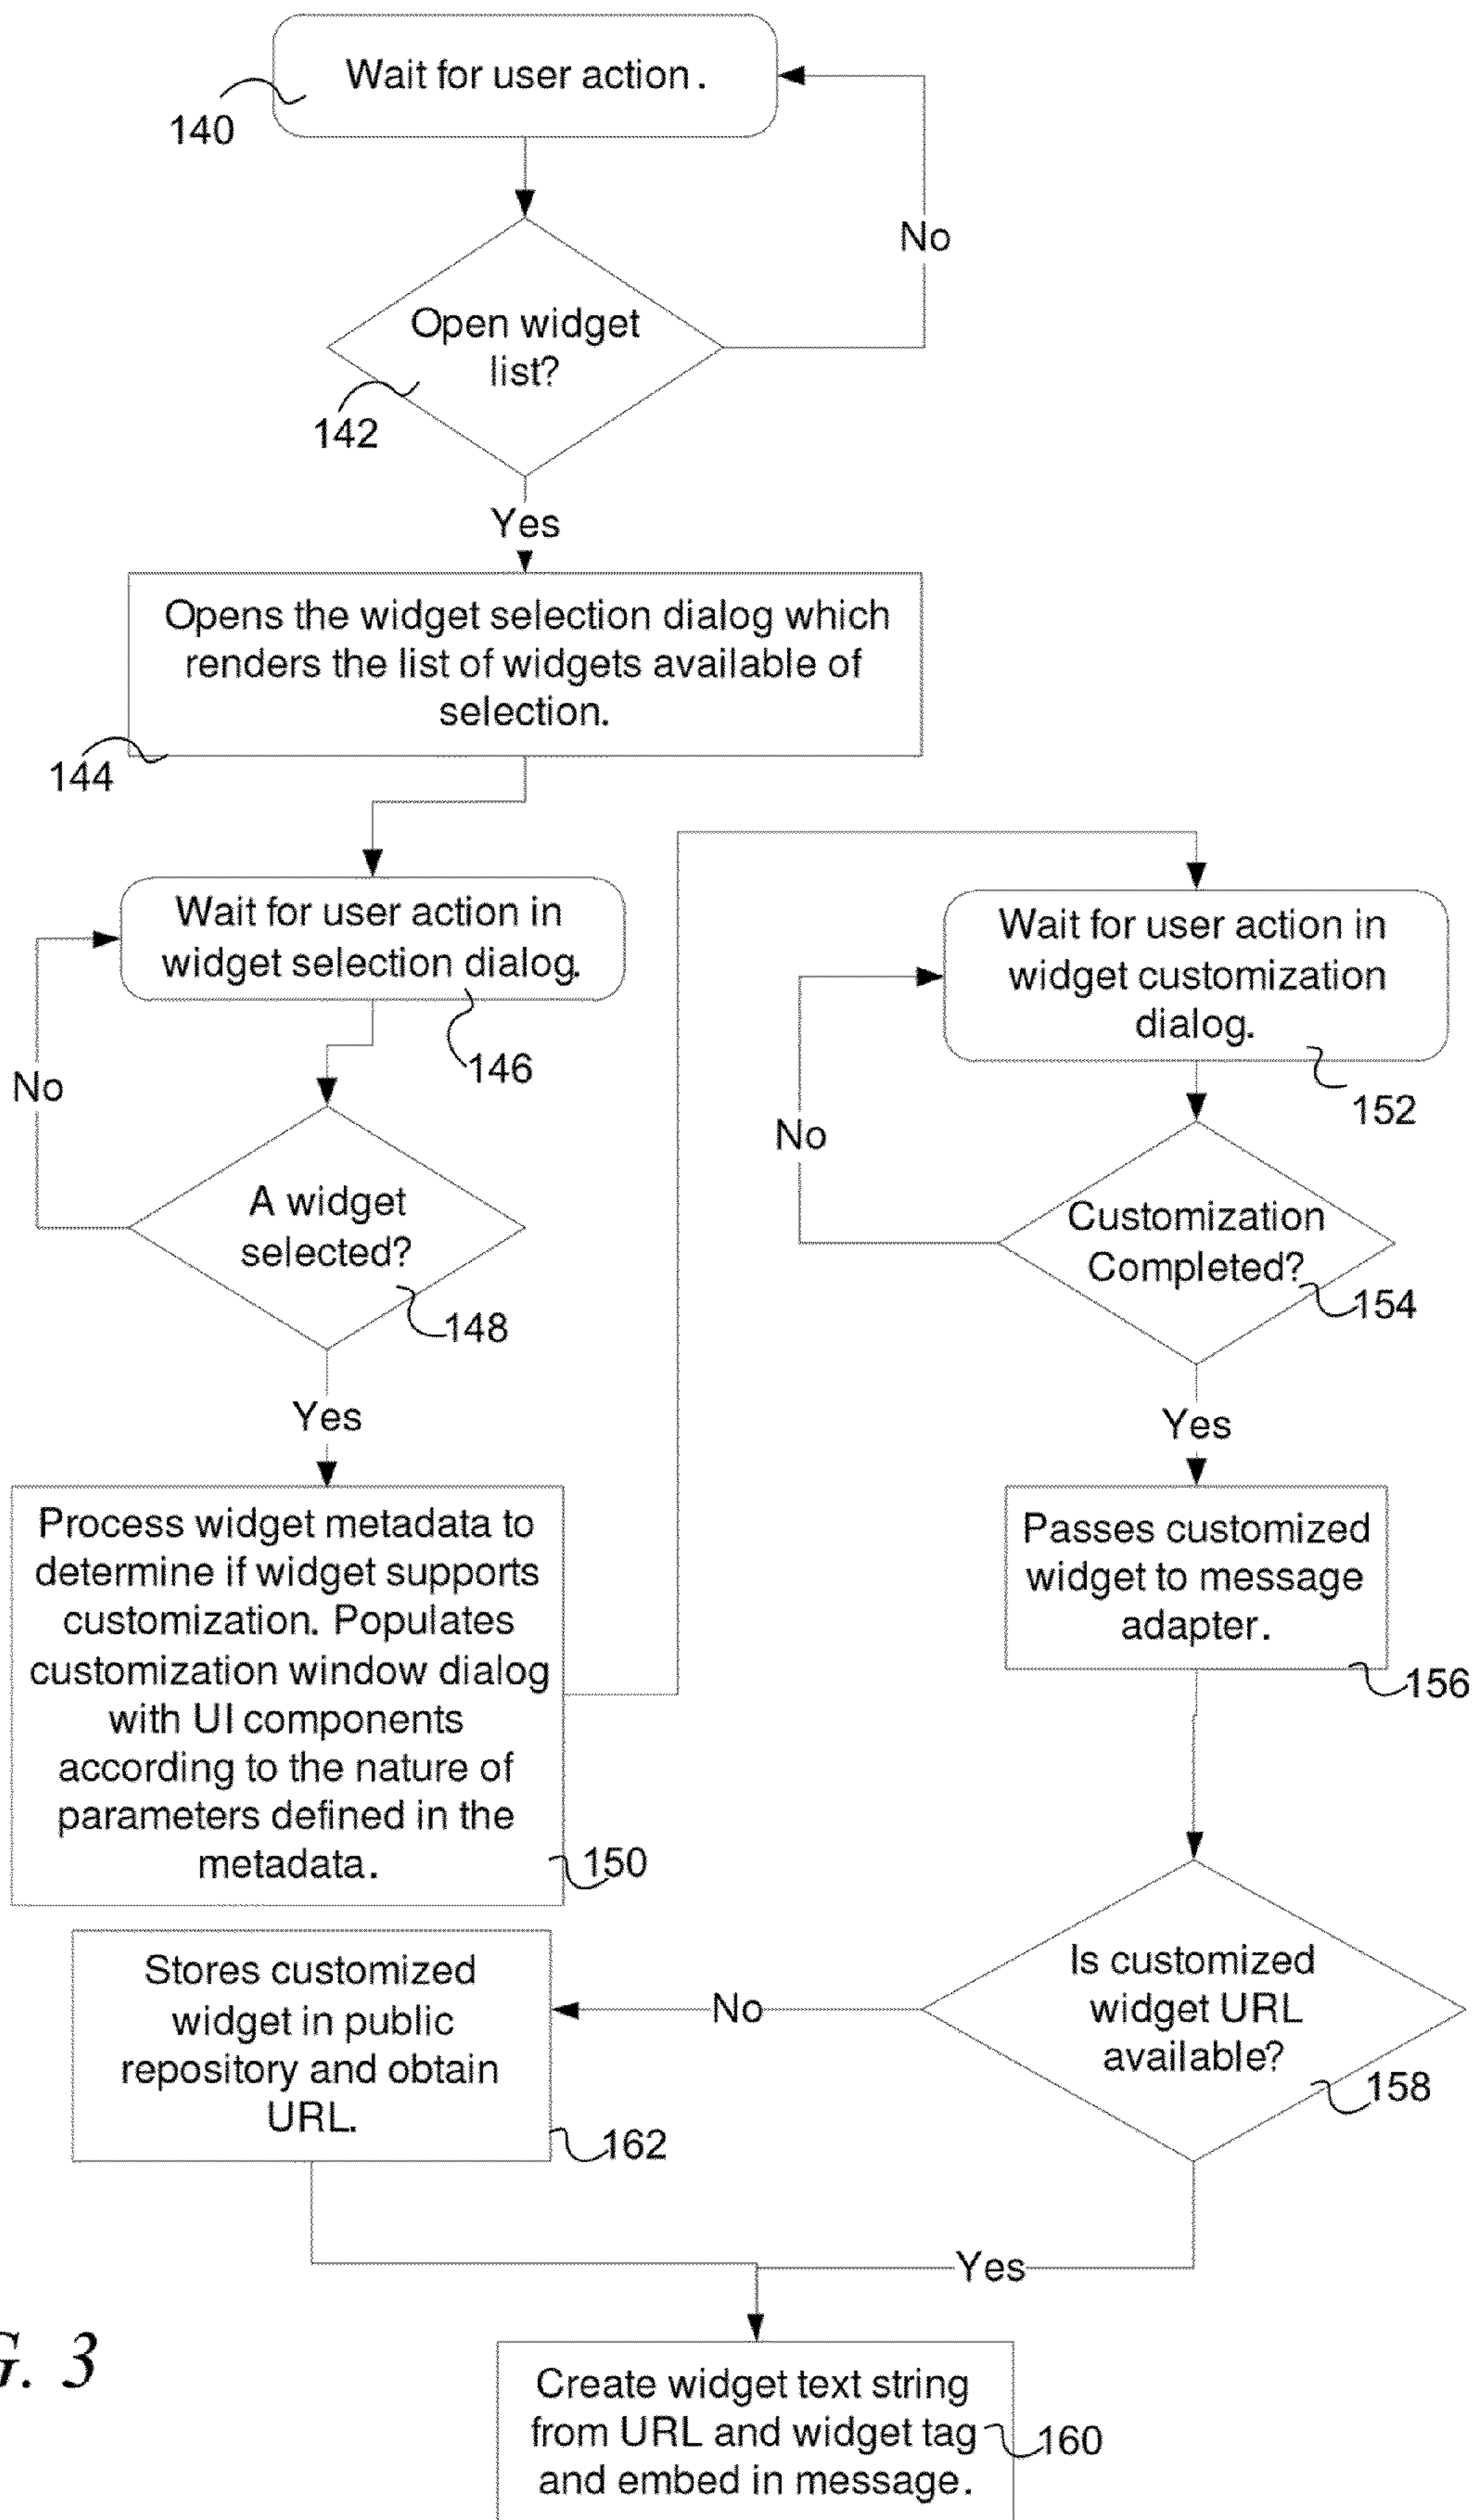 Wait for user action.
140
No
Open widget
list?
142
Yes
Opens the widget selection dialog which
renders the list of widgets available of
selection.
144
Wait for user action in
widget selection dialog.
146
No
A widget
selected?
148
Yes
Process widget metadata to
determine if widget supports
customization. Populates
customization window dialog
with UI components
according to the nature of
parameters defined in the
metadata.
150
Wait for user action in
widget customization
dialog.
152
No
Customization
Completed?
154
Yes
Passes customized
widget to message
adapter.
156
Is customized
widget URL
available?
158
No
Stores customized
widget in public
repository and obtain
URL.
162
Yes
Create widget text string
from URL and widget tag
and embed in message.
160
G. 3